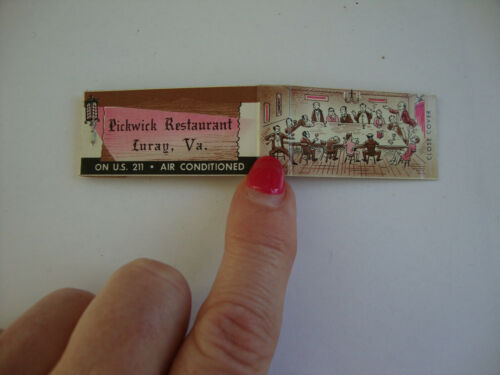 Pickwick Restaurant
Luray, Va.
ON U.S. 211 • AIR CONDITIONED
CLOSE COVER